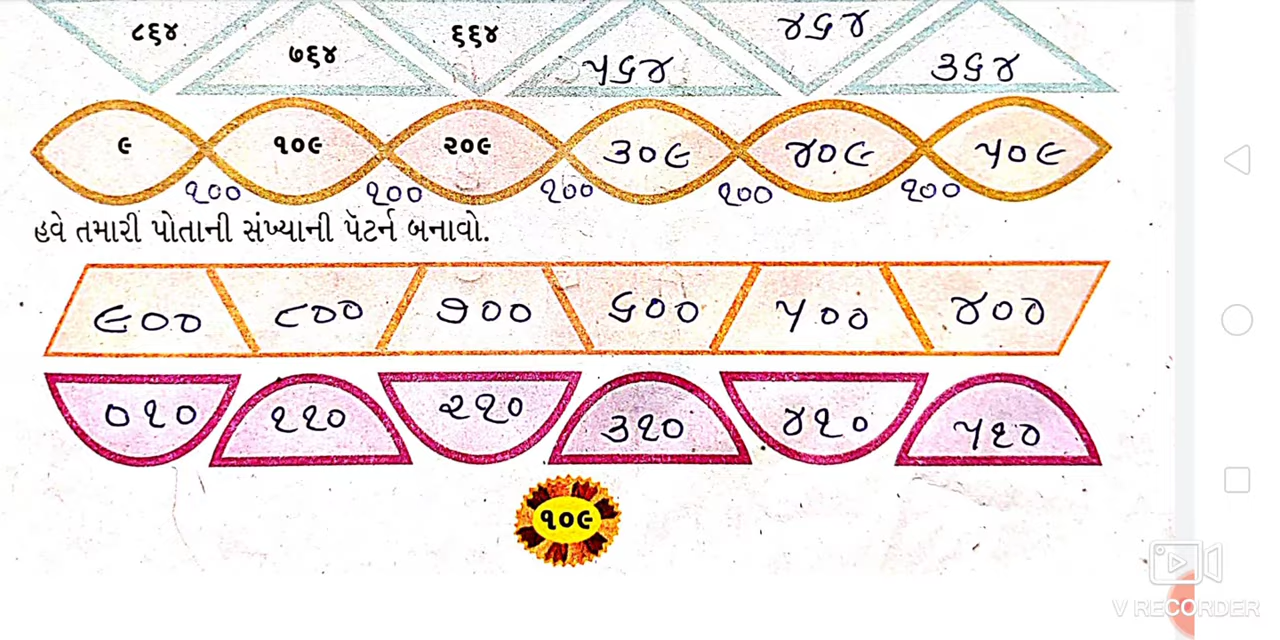 ૮૬૪ ૭૬૪ ૬૬૪ ૫૬૪ ૪૬૪ ૩૬૪
૯ ૧૦૯ ૨૦૯ ૩૦૯ ૪૦૯ ૫૦૯
૧૦૦ ૧૦૦ ૧૦૦ ૧૦૦ ૧૦૦
હવે તમારી પોતાની સંખ્યાની પૅટર્ન બનાવો.
૯૦૦ ૮૦૦ ૭૦૦ ૬૦૦ ૫૦૦ ૪૦૦
૦૧૦ ૧૧૦ ૨૧૦ ૩૧૦ ૪૧૦ ૫૧૦
૧૦૯
V RECORDER